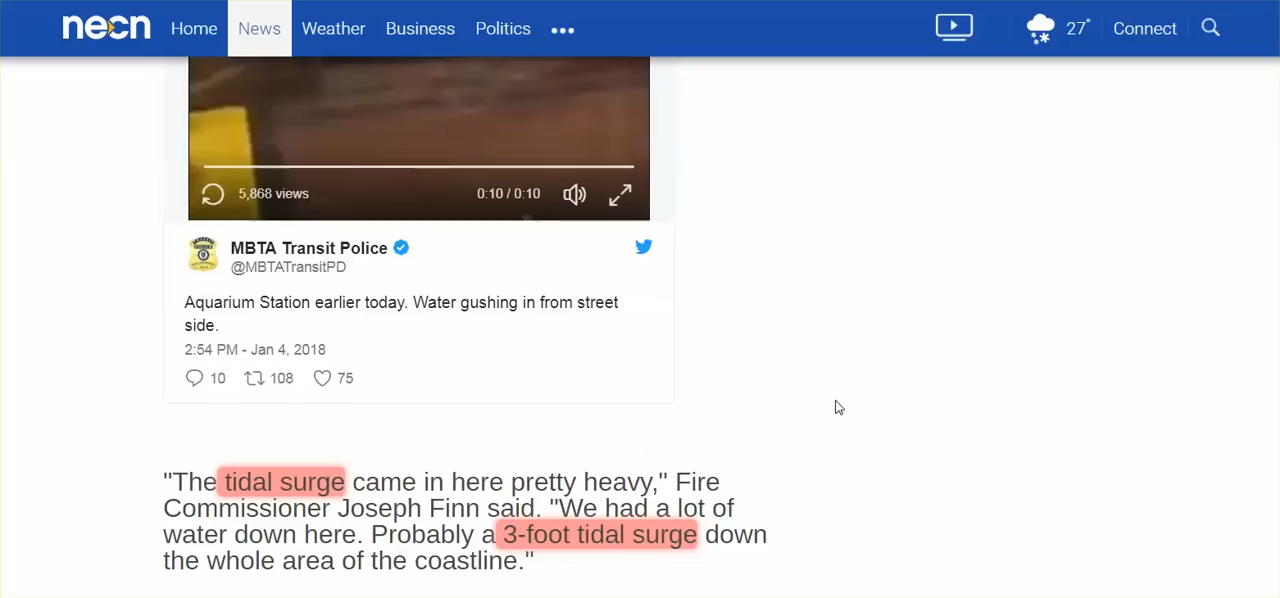 necn Home News Weather Business Politics ••• 27° Connect
5,868 views 0:10 / 0:10
MBTA Transit Police
@MBTATransitPD
Aquarium Station earlier today. Water gushing in from street
side.
2:54 PM - Jan 4, 2018
10 108 75
"The tidal surge came in here pretty heavy," Fire
Commissioner Joseph Finn said. "We had a lot of
water down here. Probably a 3-foot tidal surge down
the whole area of the coastline."